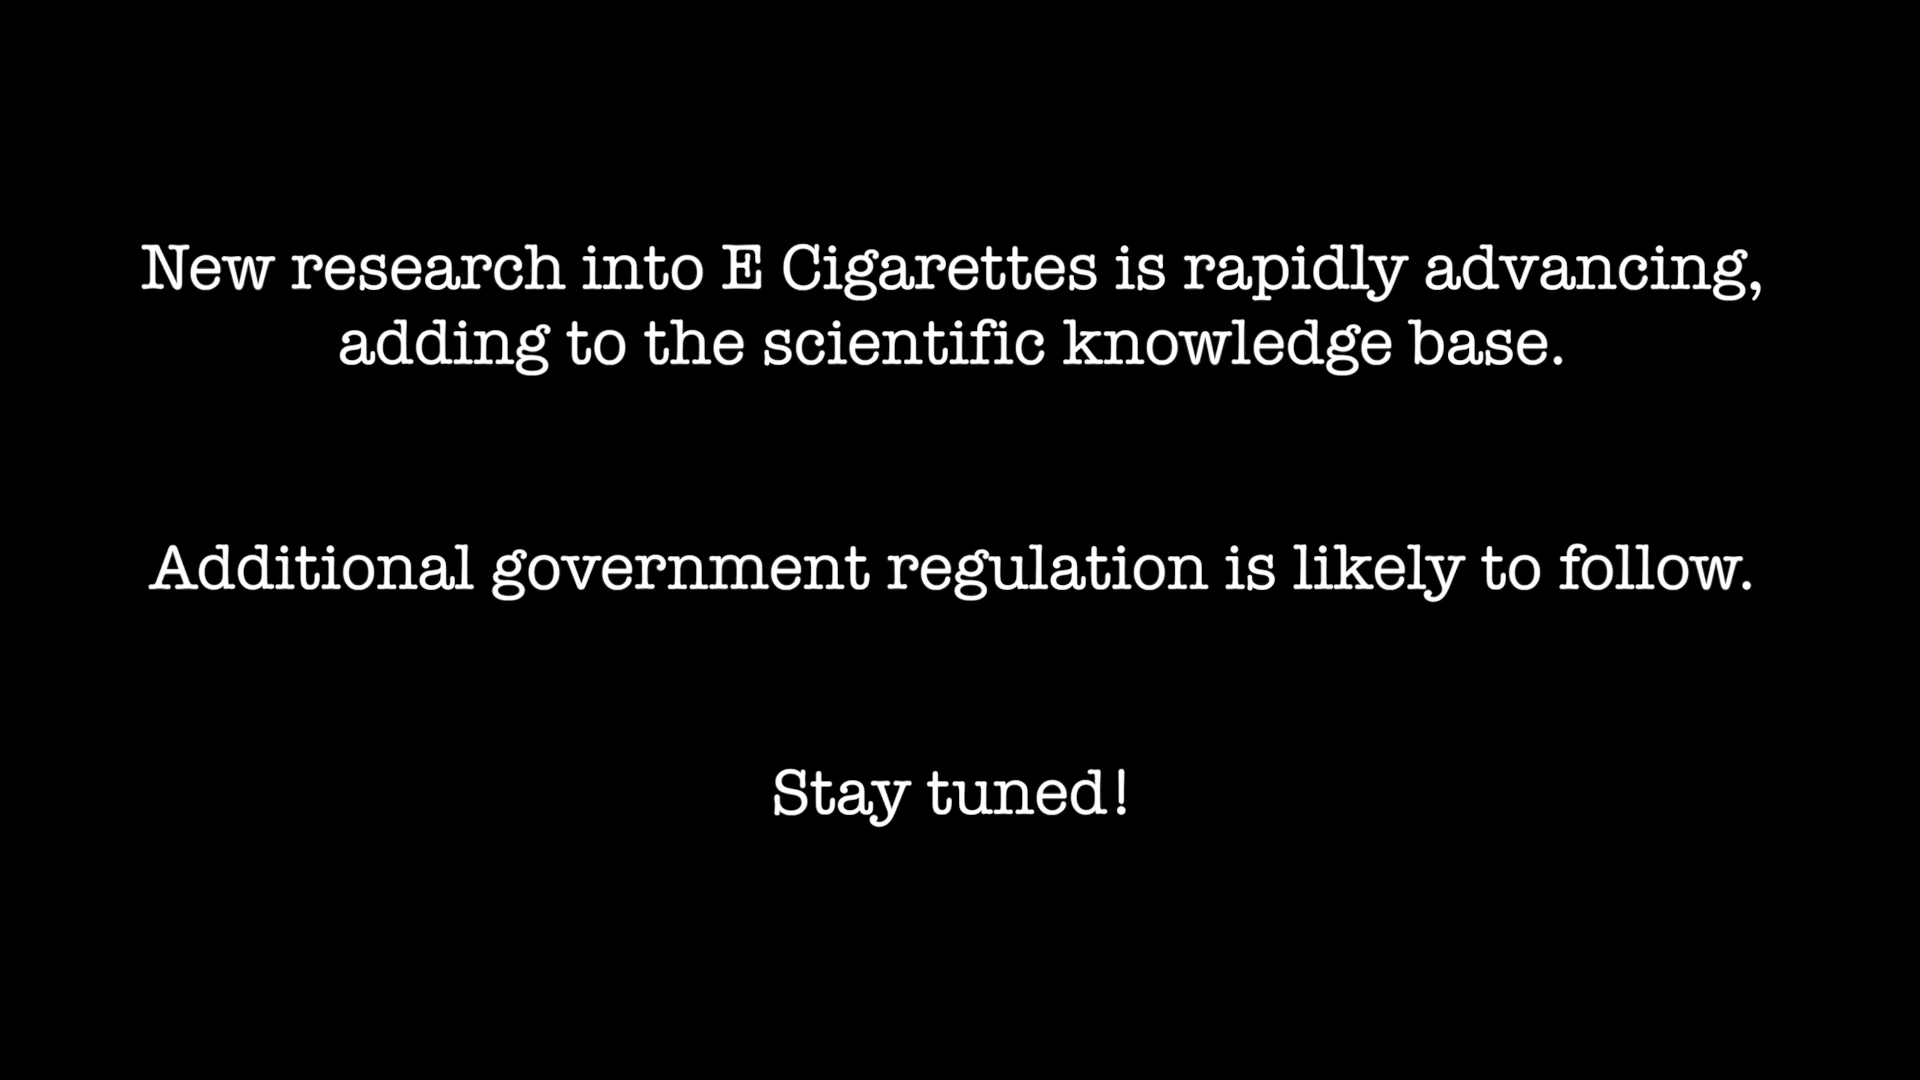 New research into E Cigarettes is rapidly advancing,
adding to the scientific knowledge base.
Additional government regulation is likely to follow.
Stay tuned!